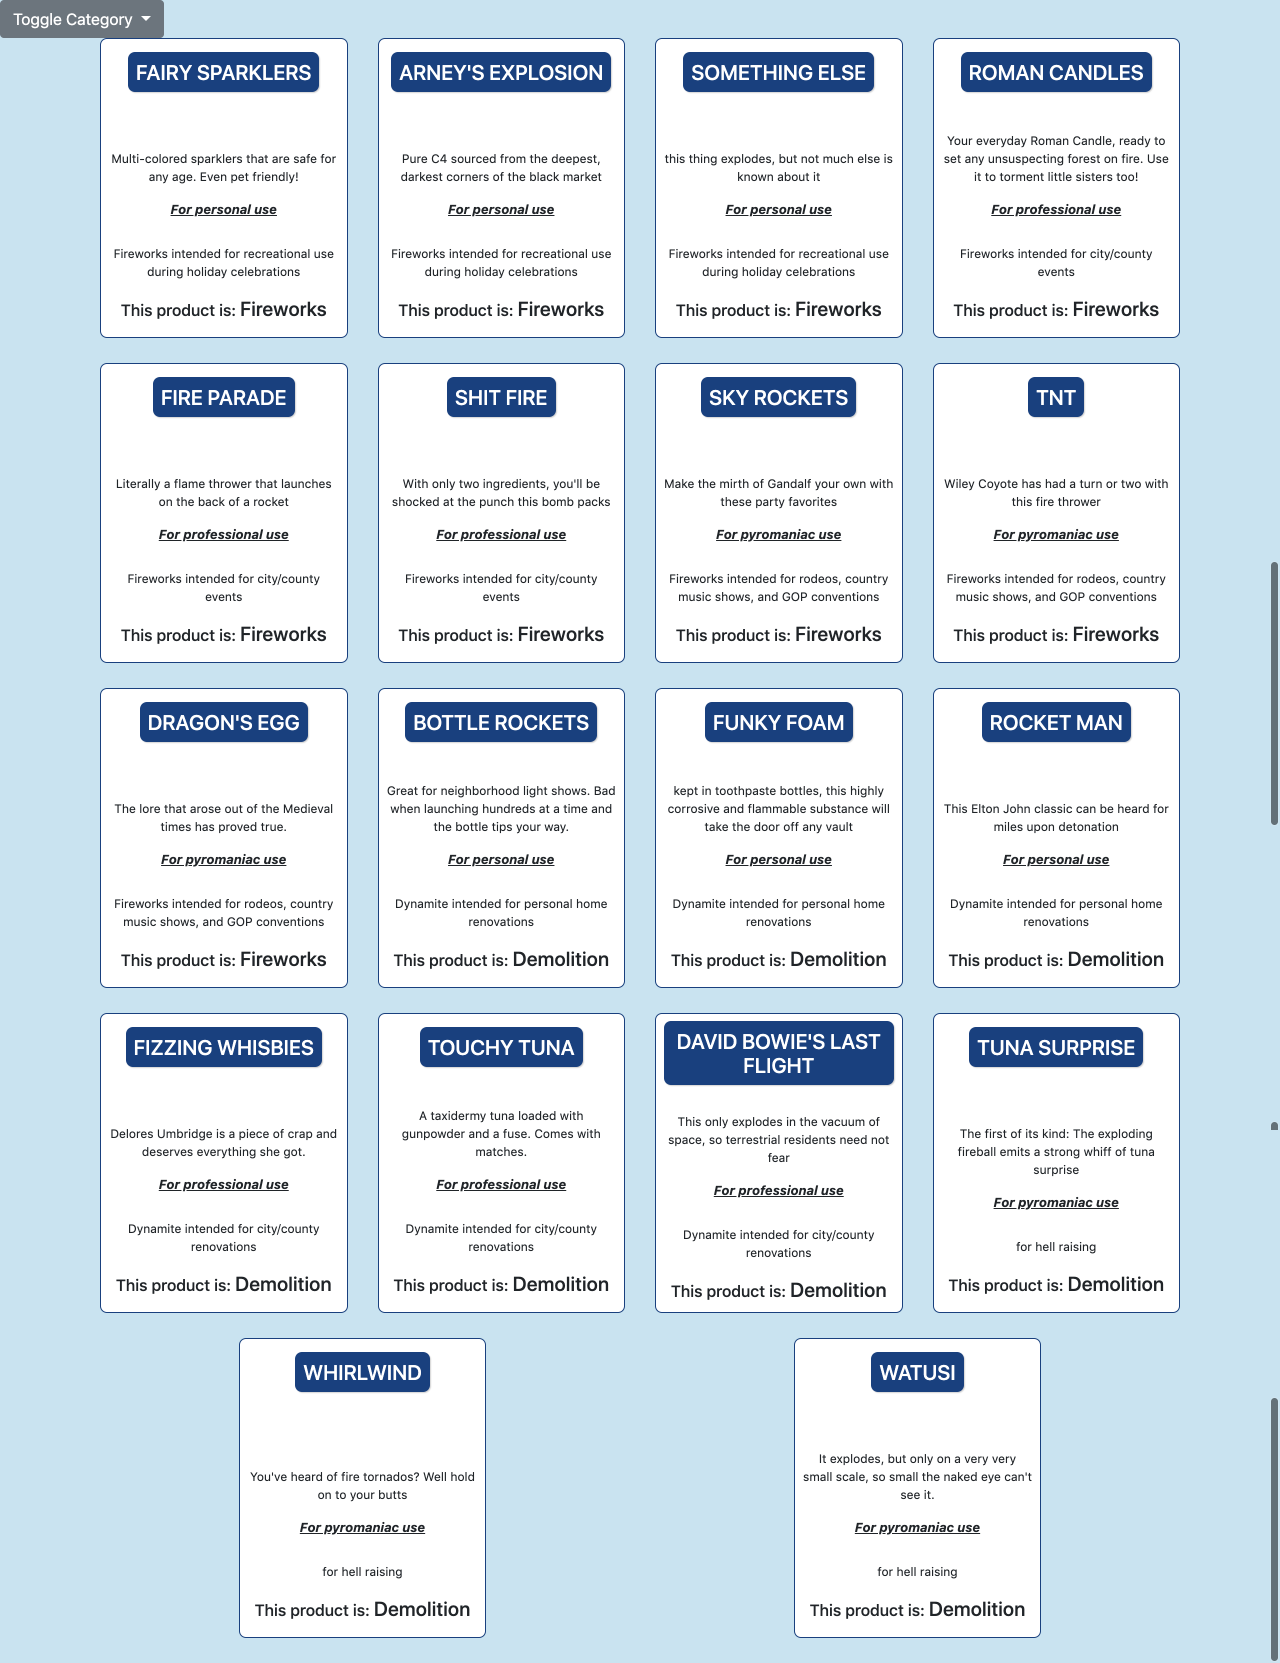 Toggle Category
FAIRY SPARKLERS
Multi-colored sparklers that are safe for
any age. Even pet friendly!
For personal use
Fireworks intended for recreational use
during holiday celebrations
This product is: Fireworks
ARNEY'S EXPLOSION
Pure C4 sourced from the deepest,
darkest corners of the black market
For personal use
Fireworks intended for recreational use
during holiday celebrations
This product is: Fireworks
SOMETHING ELSE
this thing explodes, but not much else is
known about it
For personal use
Fireworks intended for recreational use
during holiday celebrations
This product is: Fireworks
ROMAN CANDLES
Your everyday Roman Candle, ready to
set any unsuspecting forest on fire. Use
it to torment little sisters too!
For professional use
Fireworks intended for city/county
events
This product is: Fireworks
FIRE PARADE
Literally a flame thrower that launches
on the back of a rocket
For professional use
Fireworks intended for city/county
events
This product is: Fireworks
SHIT FIRE
With only two ingredients, you'll be
shocked at the punch this bomb packs
For professional use
Fireworks intended for city/county
events
This product is: Fireworks
SKY ROCKETS
Make the mirth of Gandalf your own with
these party favorites
For pyromaniac use
Fireworks intended for rodeos, country
music shows, and GOP conventions
This product is: Fireworks
TNT
Wiley Coyote has had a turn or two with
this fire thrower
For pyromaniac use
Fireworks intended for rodeos, country
music shows, and GOP conventions
This product is: Fireworks
DRAGON'S EGG
The lore that arose out of the Medieval
times has proved true.
For pyromaniac use
Fireworks intended for rodeos, country
music shows, and GOP conventions
This product is: Fireworks
BOTTLE ROCKETS
Great for neighborhood light shows. Bad
when launching hundreds at a time and
the bottle tips your way.
For personal use
Dynamite intended for personal home
renovations
This product is: Demolition
FUNKY FOAM
kept in toothpaste bottles, this highly
corrosive and flammable substance will
take the door off any vault
For personal use
Dynamite intended for personal home
renovations
This product is: Demolition
ROCKET MAN
This Elton John classic can be heard for
miles upon detonation
For personal use
Dynamite intended for personal home
renovations
This product is: Demolition
FIZZING WHISBIES
Delores Umbridge is a piece of crap and
deserves everything she got.
For professional use
Dynamite intended for city/county
renovations
This product is: Demolition
TOUCHY TUNA
A taxidermy tuna loaded with
gunpowder and a fuse. Comes with
matches.
For professional use
Dynamite intended for city/county
renovations
This product is: Demolition
DAVID BOWIE'S LAST
FLIGHT
This only explodes in the vacuum of
space, so terrestrial residents need not
fear
For professional use
Dynamite intended for city/county
renovations
This product is: Demolition
TUNA SURPRISE
The first of its kind: The exploding
fireball emits a strong whiff of tuna
surprise
For pyromaniac use
for hell raising
This product is: Demolition
WHIRLWIND
You've heard of fire tornados? Well hold
on to your butts
For pyromaniac use
for hell raising
This product is: Demolition
WATUSI
It explodes, but only on a very very
small scale, so small the naked eye can't
see it.
For pyromaniac use
for hell raising
This product is: Demolition